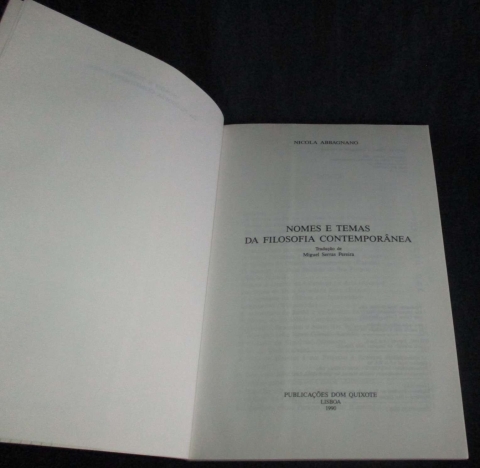 NICOLA ABBAGNANO
NOMES E TEMAS
DA FILOSOFIA CONTEMPORÂNEA
Tradução de
Miguel Serras Pereira
PUBLICAÇÕES DOM QUIXOTE
LISBOA
1990